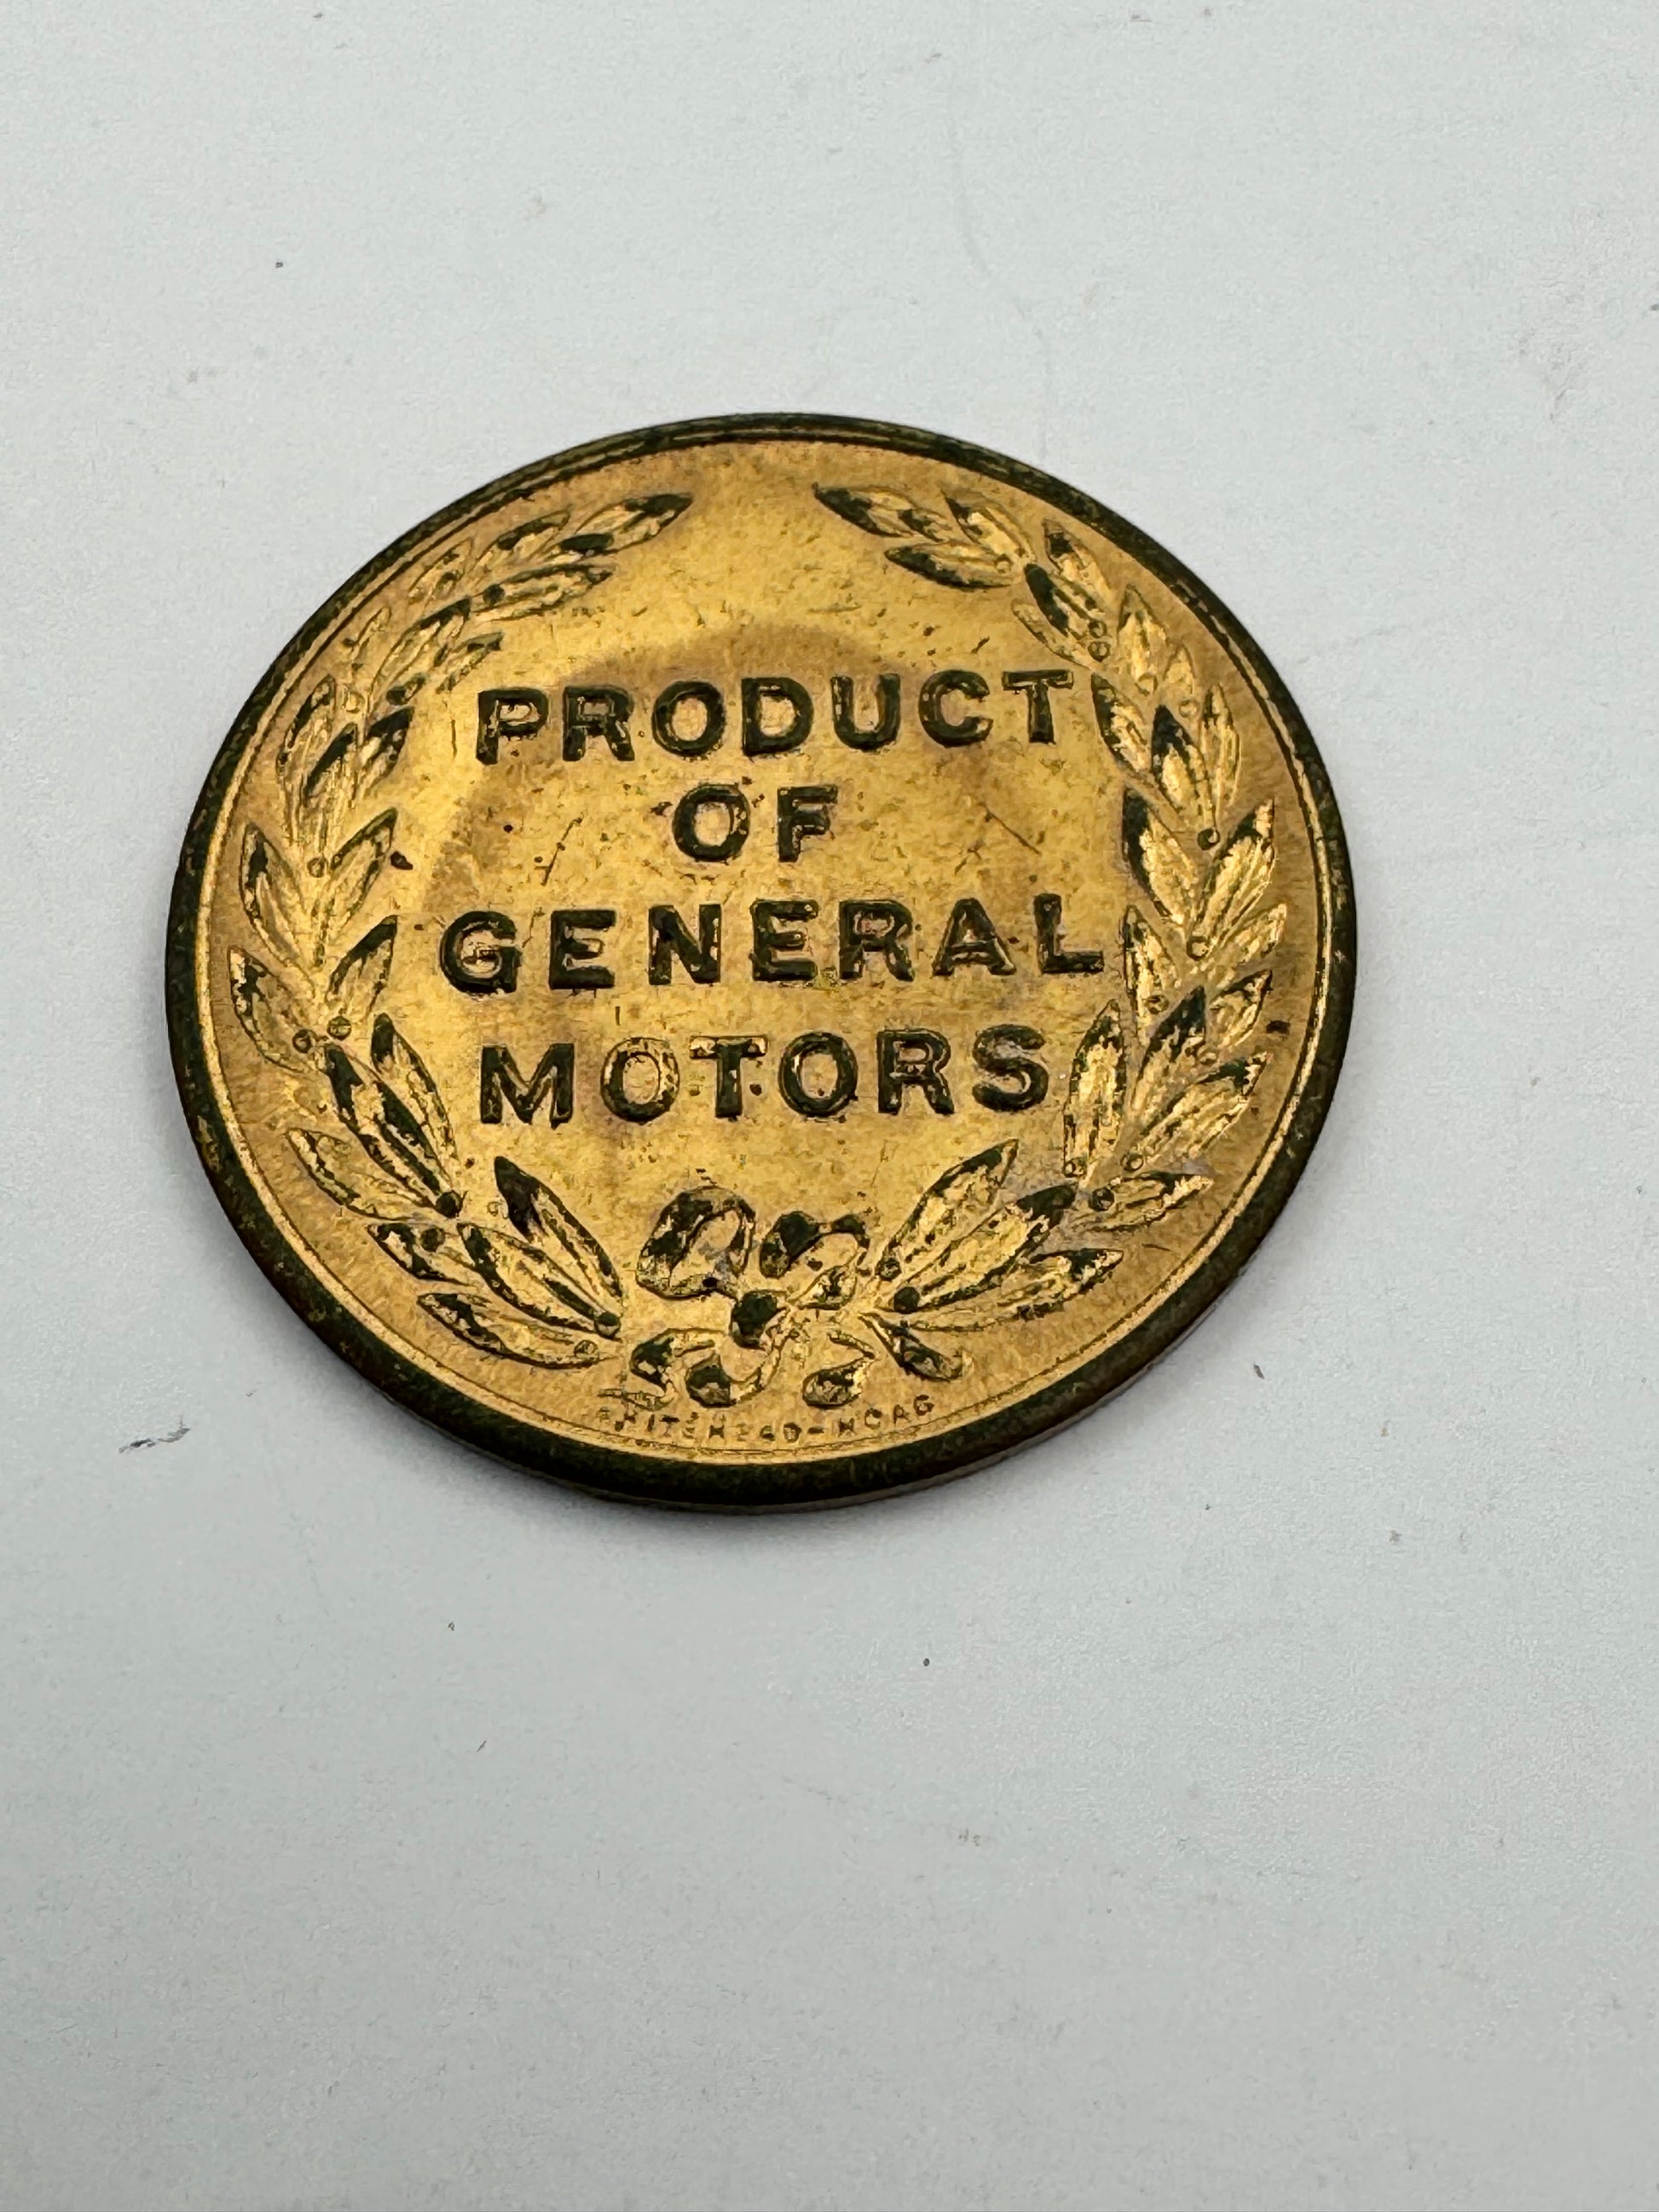 PRODUCT
OF
GENERAL
MOTORS
WHITEHEAD-HOAG